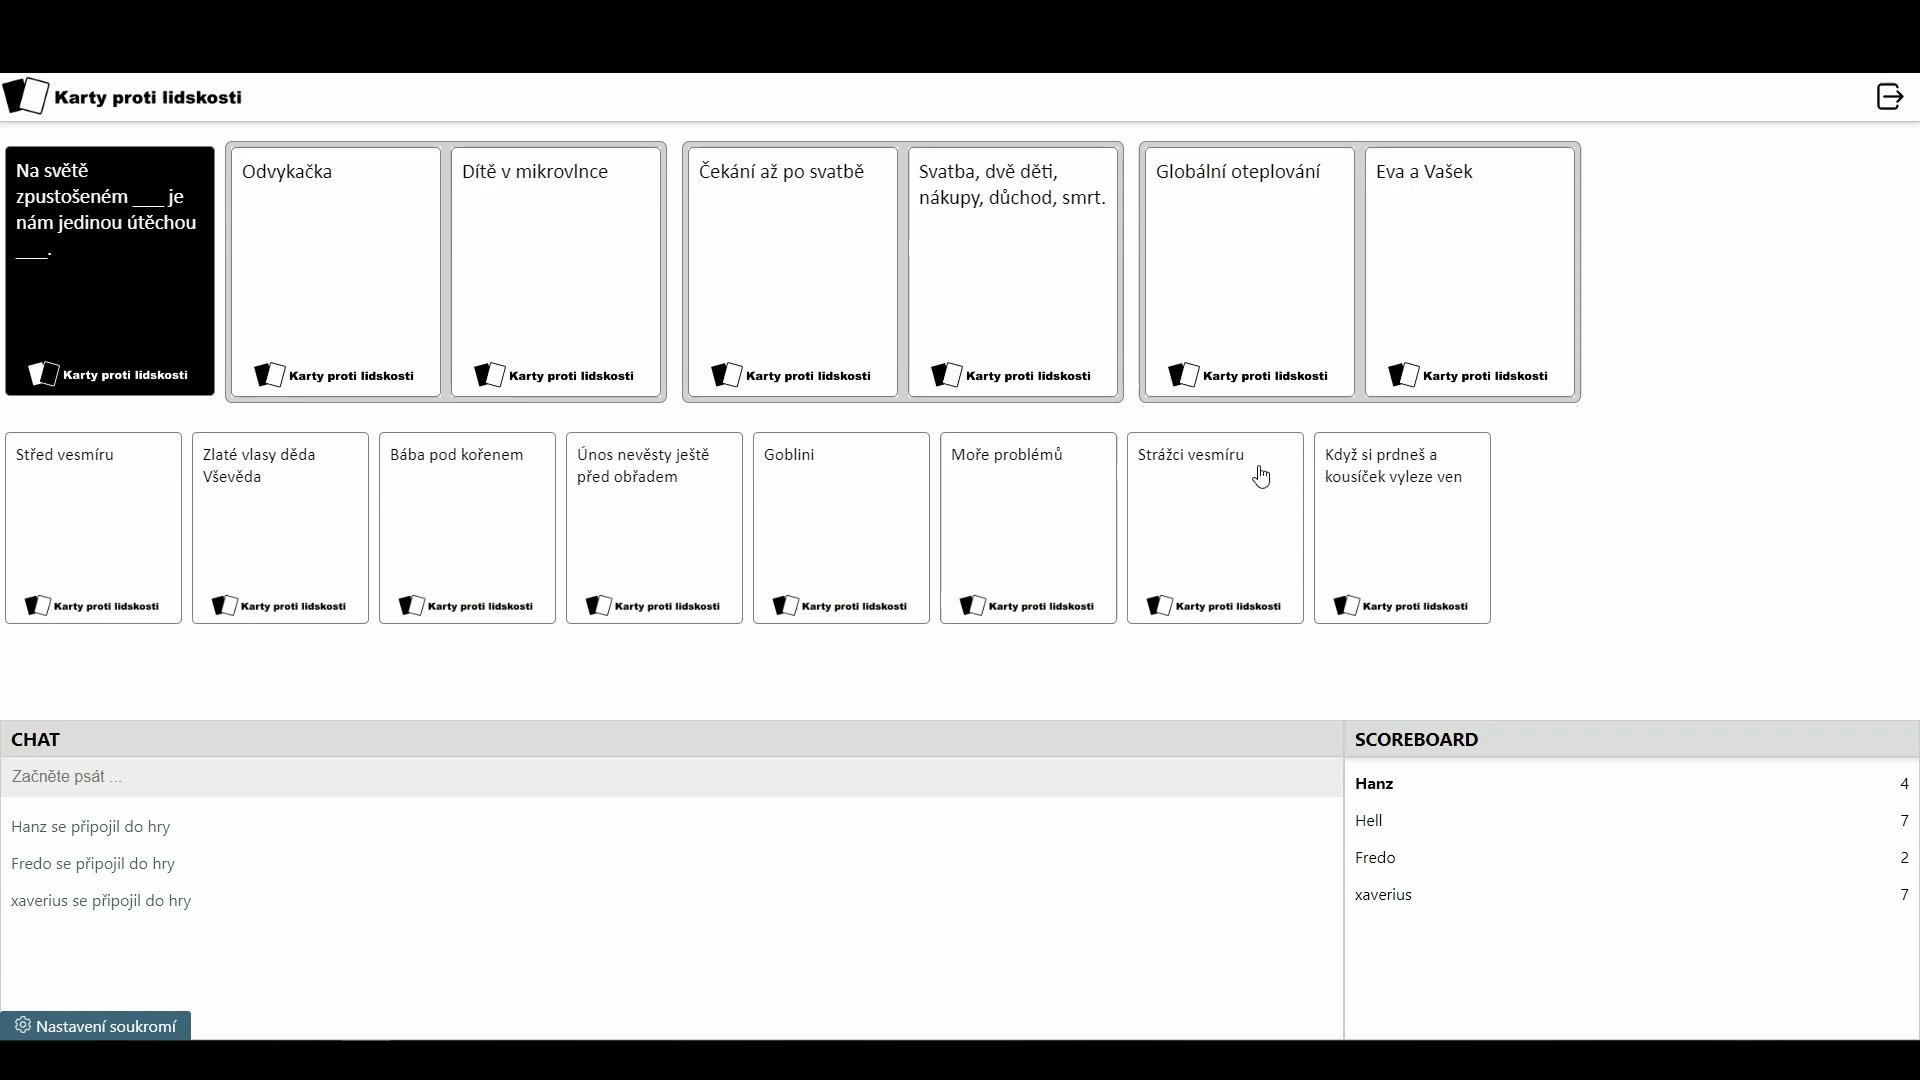 Karty proti lidskosti
Na světě
zpustošeném ___ je
nám jedinou útěchou
___.
Karty proti lidskosti
Odvykačka
Karty proti lidskosti
Dítě v mikrovlnce
Karty proti lidskosti
Čekání až po svatbě
Karty proti lidskosti
Svatba, dvě děti,
nákupy, důchod, smrt.
Karty proti lidskosti
Globální oteplování
Karty proti lidskosti
Eva a Vašek
Karty proti lidskosti
Střed vesmíru
Karty proti lidskosti
Zlaté vlasy děda
Vševěda
Karty proti lidskosti
Bába pod kořenem
Karty proti lidskosti
Únos nevěsty ještě
před obřadem
Karty proti lidskosti
Goblini
Karty proti lidskosti
Moře problémů
Karty proti lidskosti
Strážci vesmíru
Karty proti lidskosti
Když si prdneš a
kousíček vyleze ven
Karty proti lidskosti
CHAT
Začněte psát ...
Hanz se připojil do hry
Fredo se připojil do hry
xaverius se připojil do hry
Nastavení soukromí
SCOREBOARD
Hanz 4
Hell 7
Fredo 2
xaverius 7